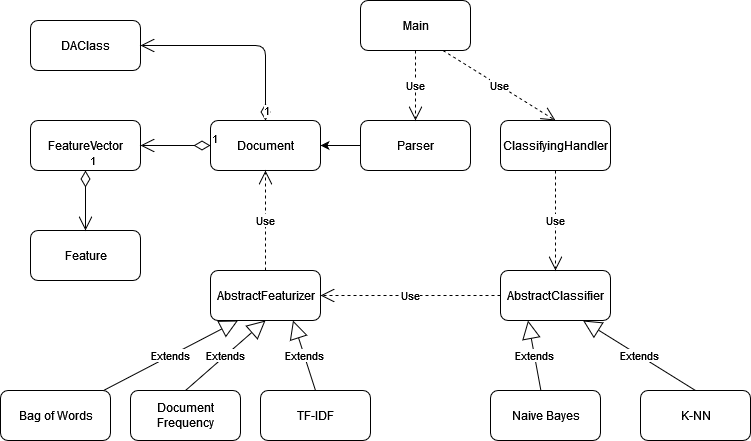 Main
DAClass
Use
Use
1
FeatureVector
1
1
Document
Parser
ClassifyingHandler
Use
Use
Feature
AbstractFeaturizer
Use
AbstractClassifier
Extends
Extends
Extends
Extends
Extends
Bag of Words
Document
Frequency
TF-IDF
Naive Bayes
K-NN